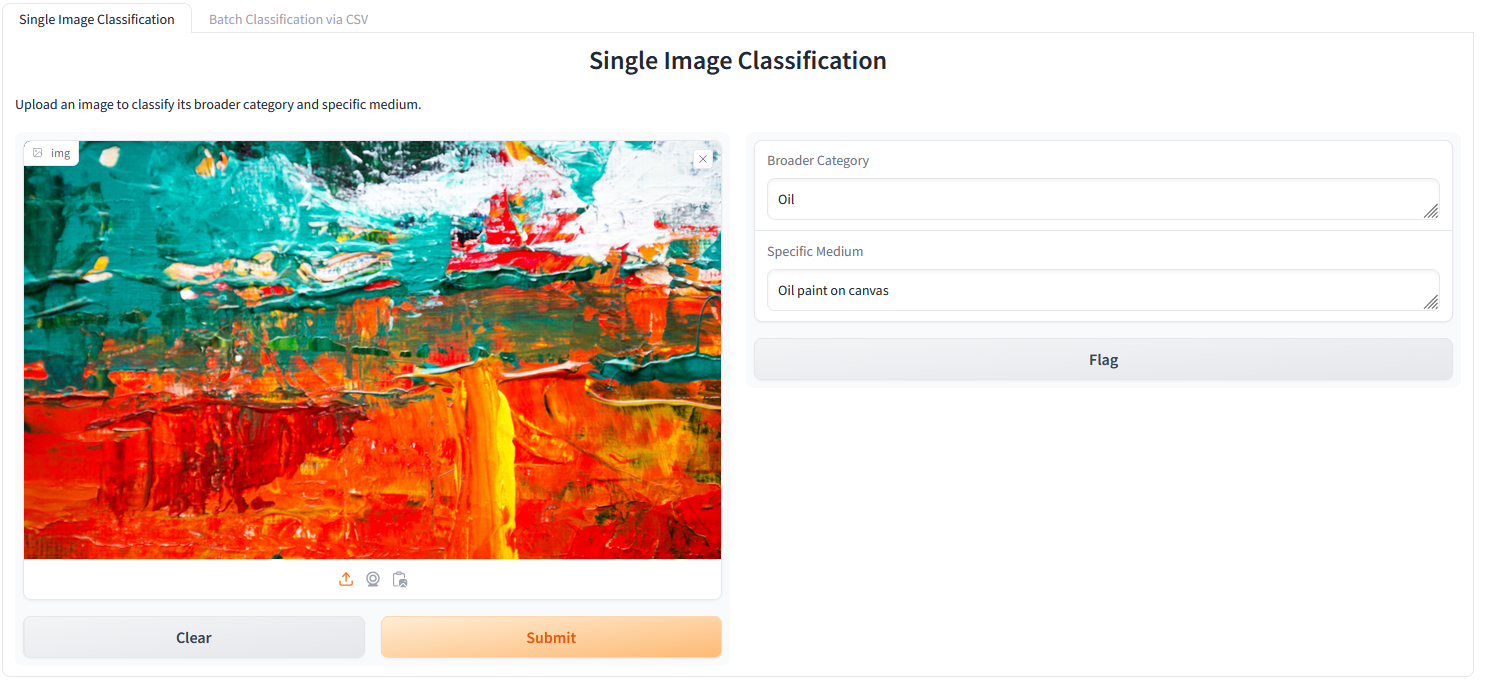 Single Image Classification
Batch Classification via CSV
Single Image Classification
Upload an image to classify its broader category and specific medium.
img
Broader Category
Oil
Specific Medium
Oil paint on canvas
Flag
Clear
Submit